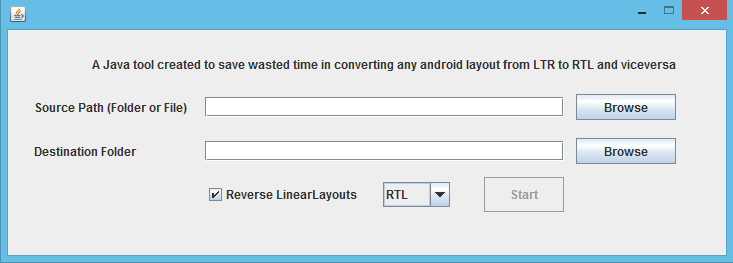 A Java tool created to save wasted time in converting any android layout from LTR to RTL and viceversa
Source Path (Folder or File)
Browse
Destination Folder
Browse
Reverse LinearLayouts
RTL
Start